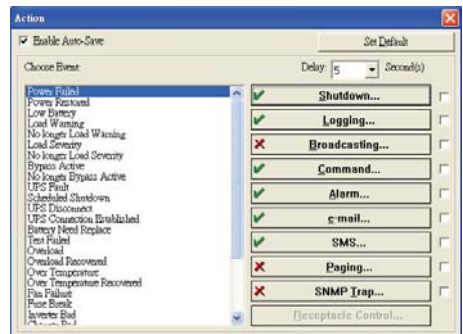 Action
Enable Auto-Save
Set Default
Choose Event:
Delay: 5 Second(s)
Power Failed
Power Restored
Low Battery
Load Warning
No longer Load Warning
Load Severity
No longer Load Severity
Bypass Active
No longer Bypass Active
UPS Fault
Scheduled Shutdown
UPS Disconnect
UPS Connection Established
Battery Need Replace
Test Failed
Overload
Overload Recovered
Over Temperature
Over Temperature Recovered
Fan Failure
Fuse Break
Inverter Bad
Shutdown...
Logging...
Broadcasting...
Command...
Alarm...
e-mail...
SMS...
Paging...
SNMP Trap...
Receptacle Control...